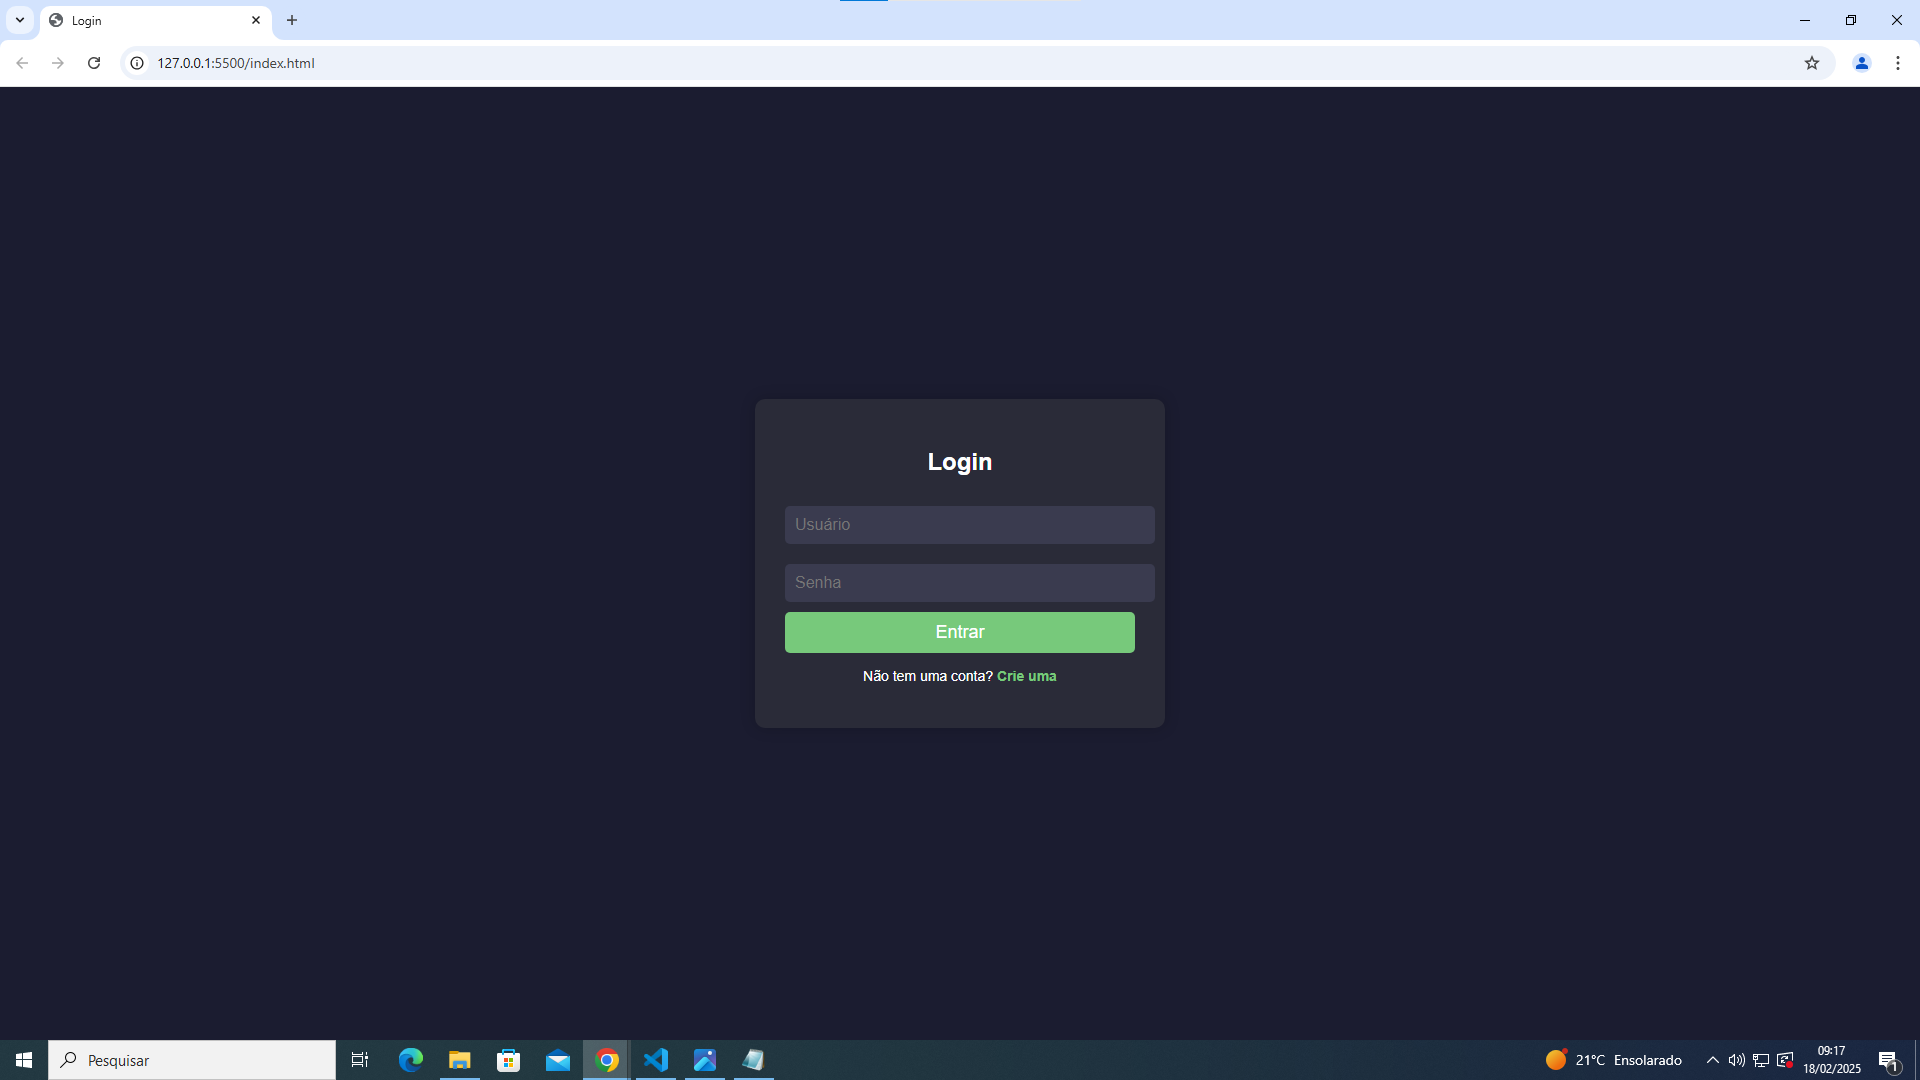 Login
127.0.0.1:5500/index.html
Login
Usuário
Senha
Entrar
Não tem uma conta? Crie uma
Pesquisar
21°C Ensolarado
09:17
18/02/2025
1